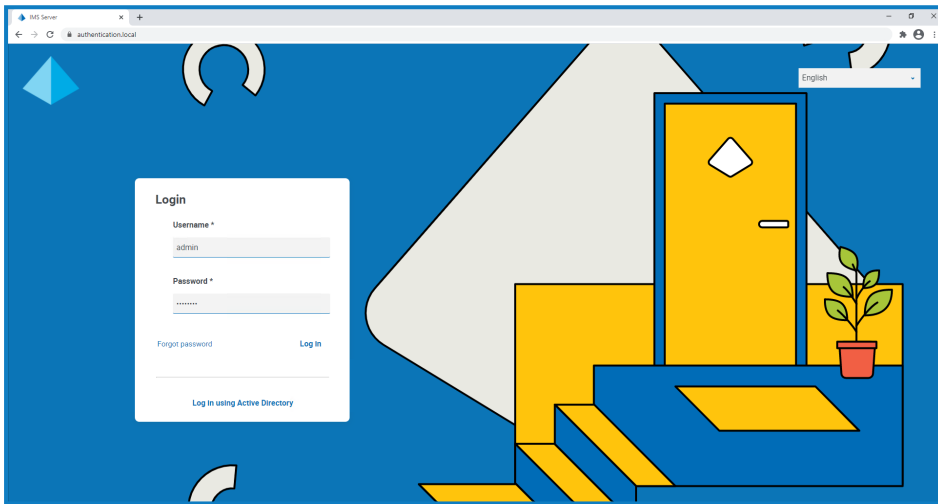 IMS Server
authentication.local
English
Login
Username *
admin
Password *
••••••••
Forgot password
Log in
Log in using Active Directory